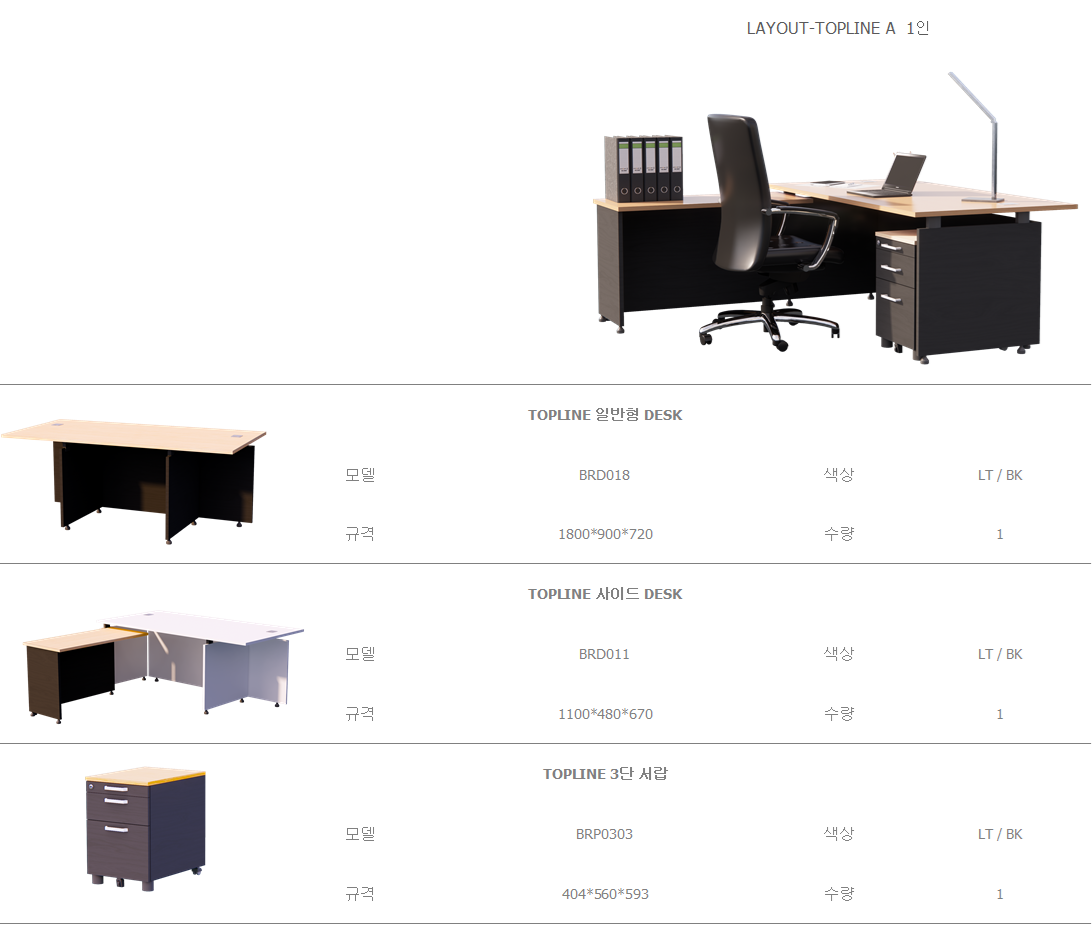 LAYOUT-TOPLINE A 1인
TOPLINE 일반형 DESK
모델 BRD018 색상 LT / BK
규격 1800*900*720 수량 1
TOPLINE 사이드 DESK
모델 BRD011 색상 LT / BK
규격 1100*480*670 수량 1
TOPLINE 3단 서랍
모델 BRP0303 색상 LT / BK
규격 404*560*593 수량 1